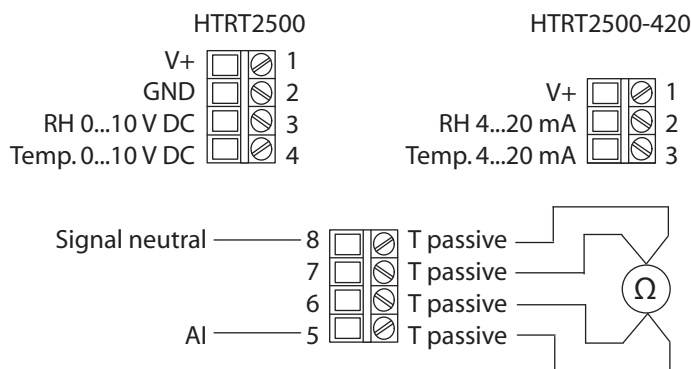 HTRT2500
V+ 1
GND 2
RH 0...10 V DC 3
Temp. 0...10 V DC 4
HTRT2500-420
V+ 1
RH 4...20 mA 2
Temp. 4...20 mA 3
Signal neutral 8 T passive
7 T passive
6 T passive
AI 5 T passive
Ω